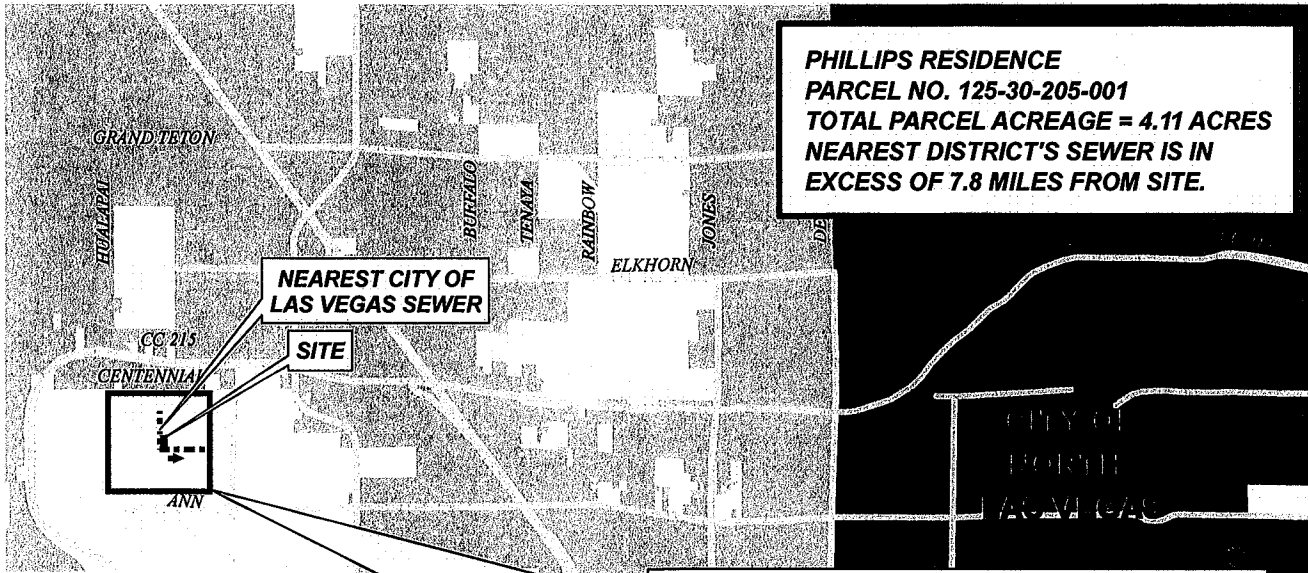 PHILLIPS RESIDENCE
PARCEL NO. 125-30-205-001
TOTAL PARCEL ACREAGE = 4.11 ACRES
NEAREST DISTRICT'S SEWER IS IN
EXCESS OF 7.8 MILES FROM SITE.
GRAND TETON
HUALAPAI
BUFFALO
TENAYA
RAINBOW
JONES
DE
ELKHORN
NEAREST CITY OF
LAS VEGAS SEWER
SITE
CC 215
CENTENNIAL
ANN
CITY OF
NORTH
LAS VEGAS